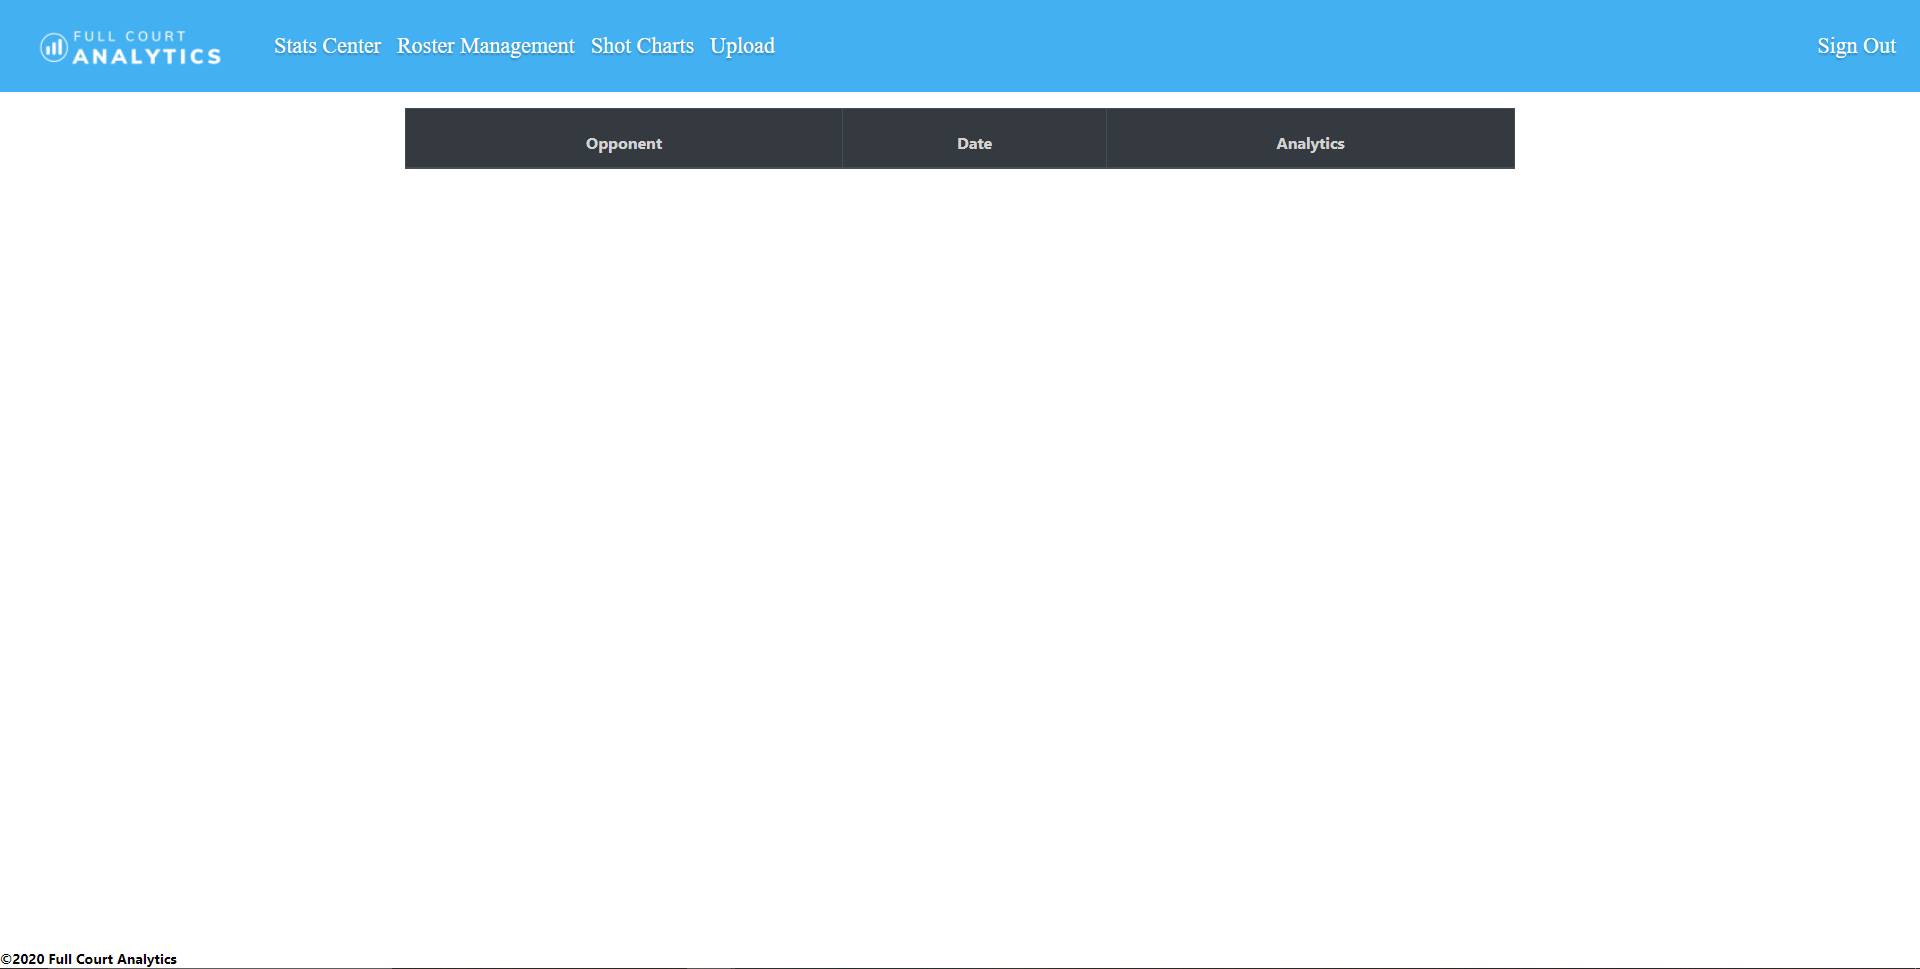 FULL COURT
ANALYTICS
Stats Center Roster Management Shot Charts Upload Sign Out
Opponent Date Analytics
©2020 Full Court Analytics